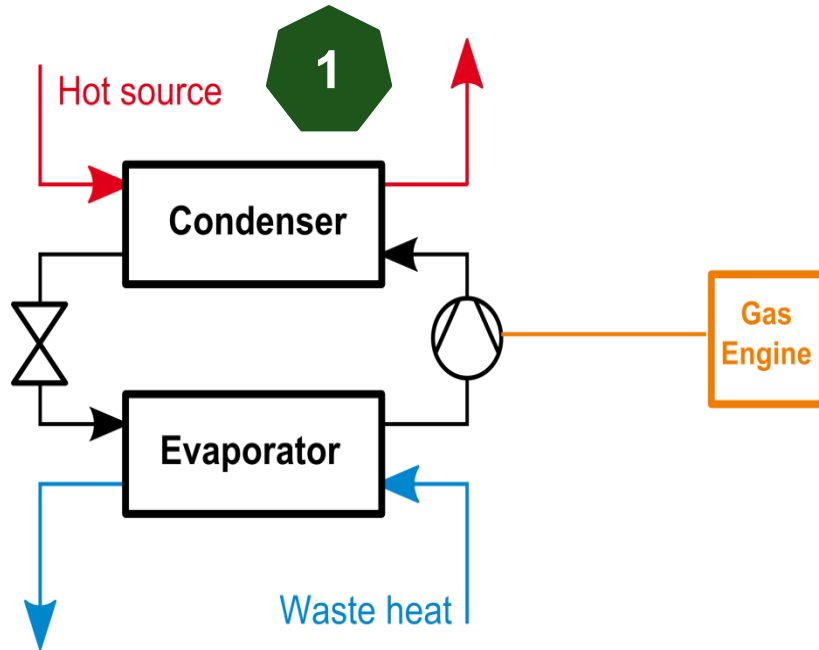 1
Hot source
Condenser
Gas
Engine
Evaporator
Waste heat